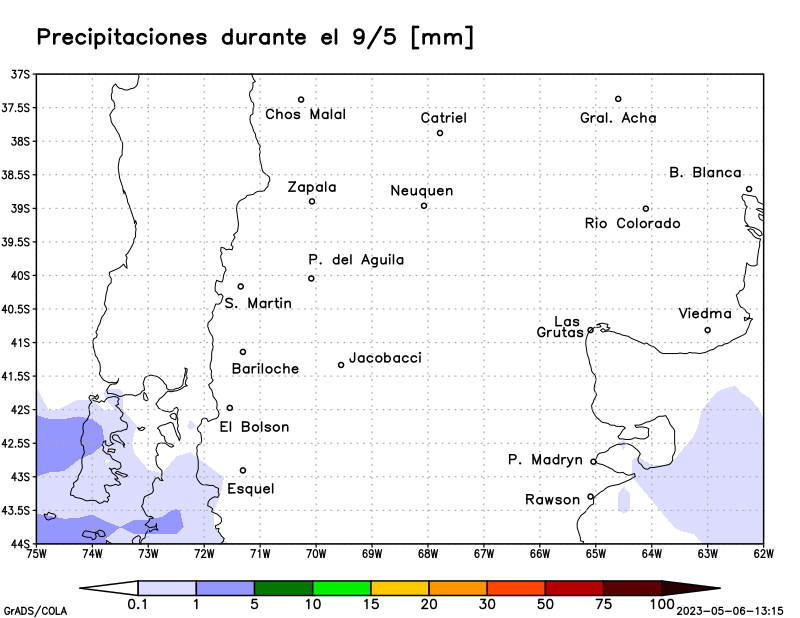 Precipitaciones durante el 9/5 [mm]
37S
37.5S
38S
38.5S
39S
39.5S
40S
40.5S
41S
41.5S
42S
42.5S
43S
43.5S
44S
Chos Malal
Catriel
Gral. Acha
B. Blanca
Zapala
Neuquen
Rio Colorado
P. del Aguila
S. Martin
Viedma
Las
Grutas
Jacobacci
Bariloche
El Bolson
P. Madryn
Esquel
Rawson
75W 74W 73W 72W 71W 70W 69W 68W 67W 66W 65W 64W 63W 62W
0.1 1 5 10 15 20 30 50 75 100
GrADS/COLA
2023-05-06-13:15